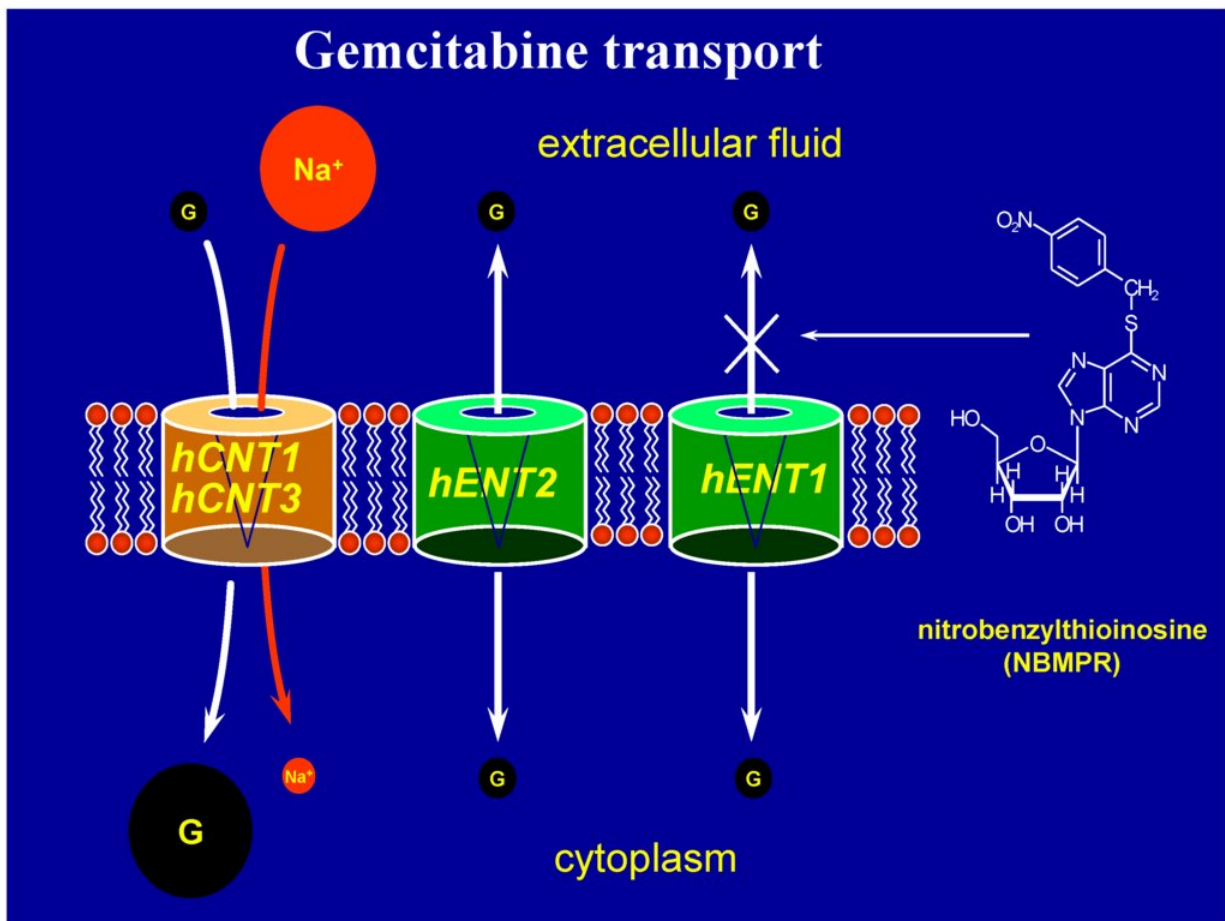 Gemcitabine transport
extracellular fluid
Na⁺
G
G
G
O₂N
CH₂
S
N
N
N
N
HO
O
H
H
H
H
OH
OH
hCNT1
hCNT3
hENT2
hENT1
nitrobenzylthioinosine
(NBMPR)
Na⁺
G
G
G
cytoplasm